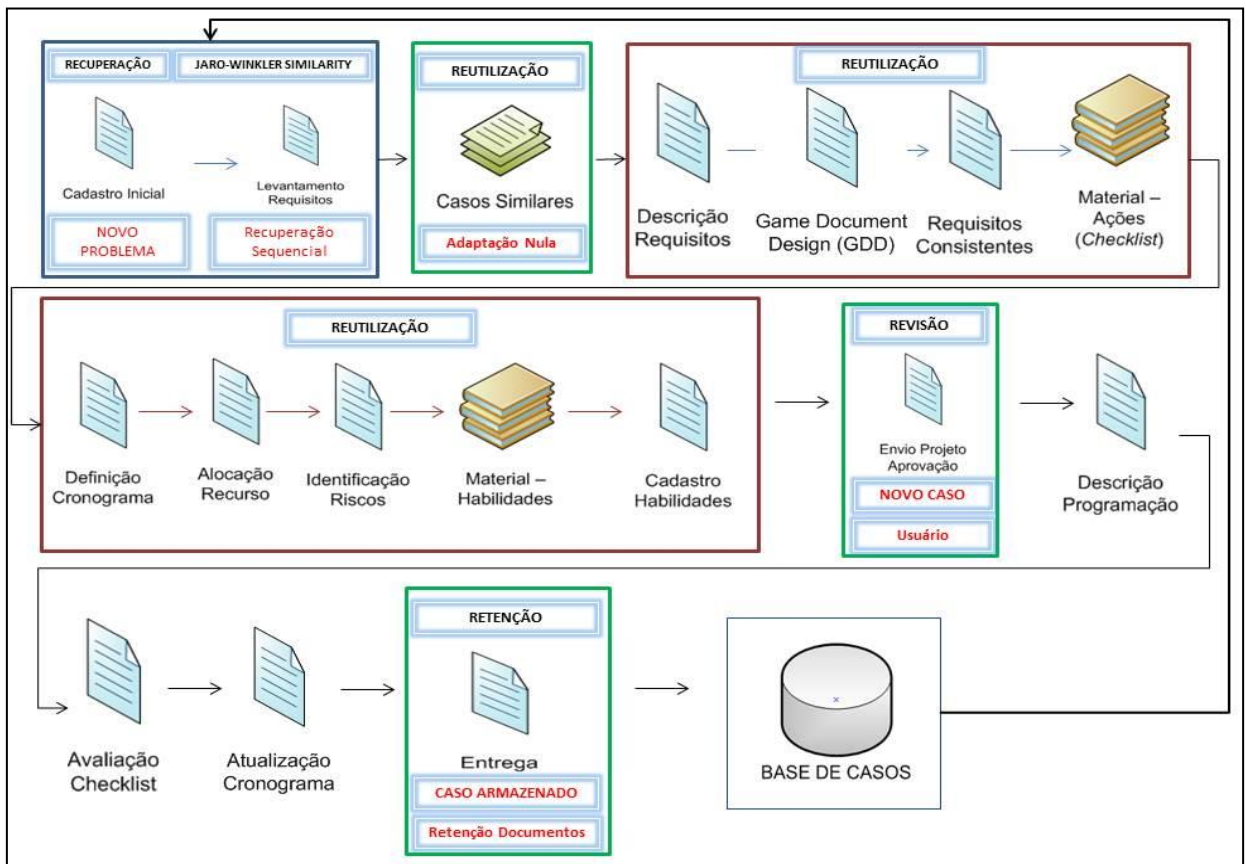 RECUPERAÇÃO
JARO-WINKLER SIMILARITY
Cadastro Inicial
Levantamento
Requisitos
NOVO
PROBLEMA
Recuperação
Sequencial
REUTILIZAÇÃO
Casos Similares
Adaptação Nula
REUTILIZAÇÃO
Descrição
Requisitos
Game Document
Design (GDD)
Requisitos
Consistentes
Material –
Ações
(Checklist)
REUTILIZAÇÃO
Definição
Cronograma
Alocação
Recurso
Identificação
Riscos
Material –
Habilidades
Cadastro
Habilidades
REVISÃO
Envio Projeto
Aprovação
NOVO CASO
Usuário
Descrição
Programação
Avaliação
Checklist
Atualização
Cronograma
RETENÇÃO
Entrega
CASO ARMAZENADO
Retenção Documentos
BASE DE CASOS